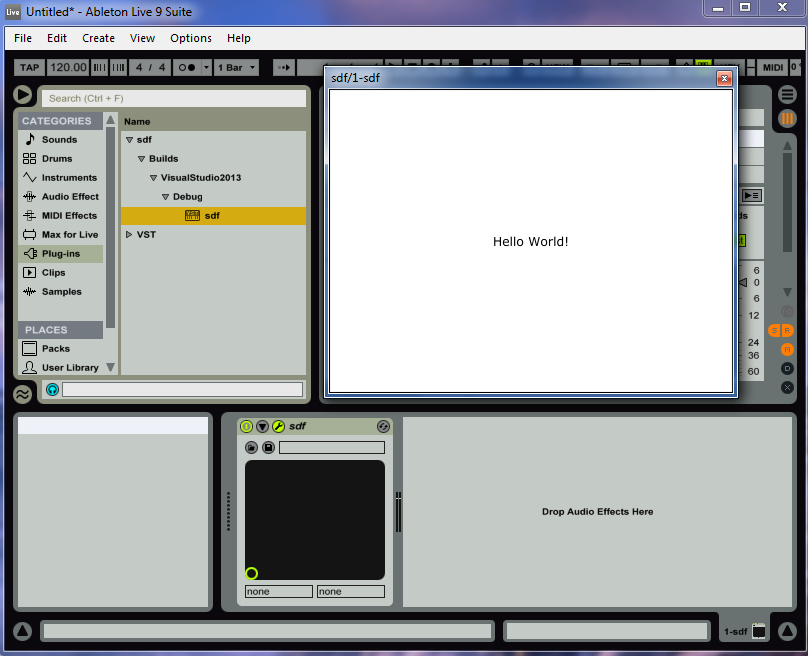 Live Untitled* - Ableton Live 9 Suite
File Edit Create View Options Help
TAP 120.00 4 / 4 1 Bar MIDI
Search (Ctrl + F)
CATEGORIES
Sounds
Drums
Instruments
Audio Effect
MIDI Effects
Max for Live
Plug-ins
Clips
Samples
PLACES
Packs
User Library
Name
sdf
Builds
VisualStudio2013
Debug
sdf
VST
sdf/1-sdf
Hello World!
ds
6
0
6
12
24
36
60
S R
D
X
sdf
none none
Drop Audio Effects Here
1-sdf